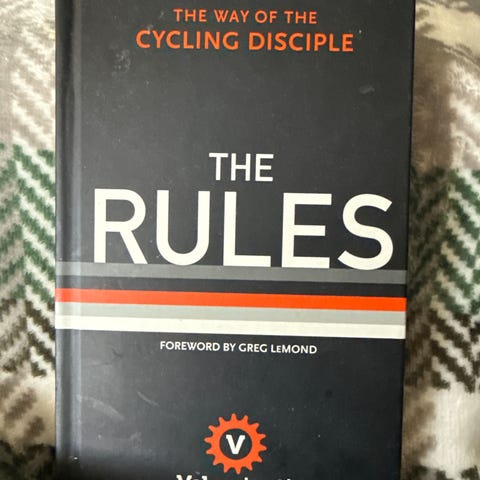 THE WAY OF THE
CYCLING DISCIPLE
THE
RULES
FOREWORD BY GREG LEMOND
V